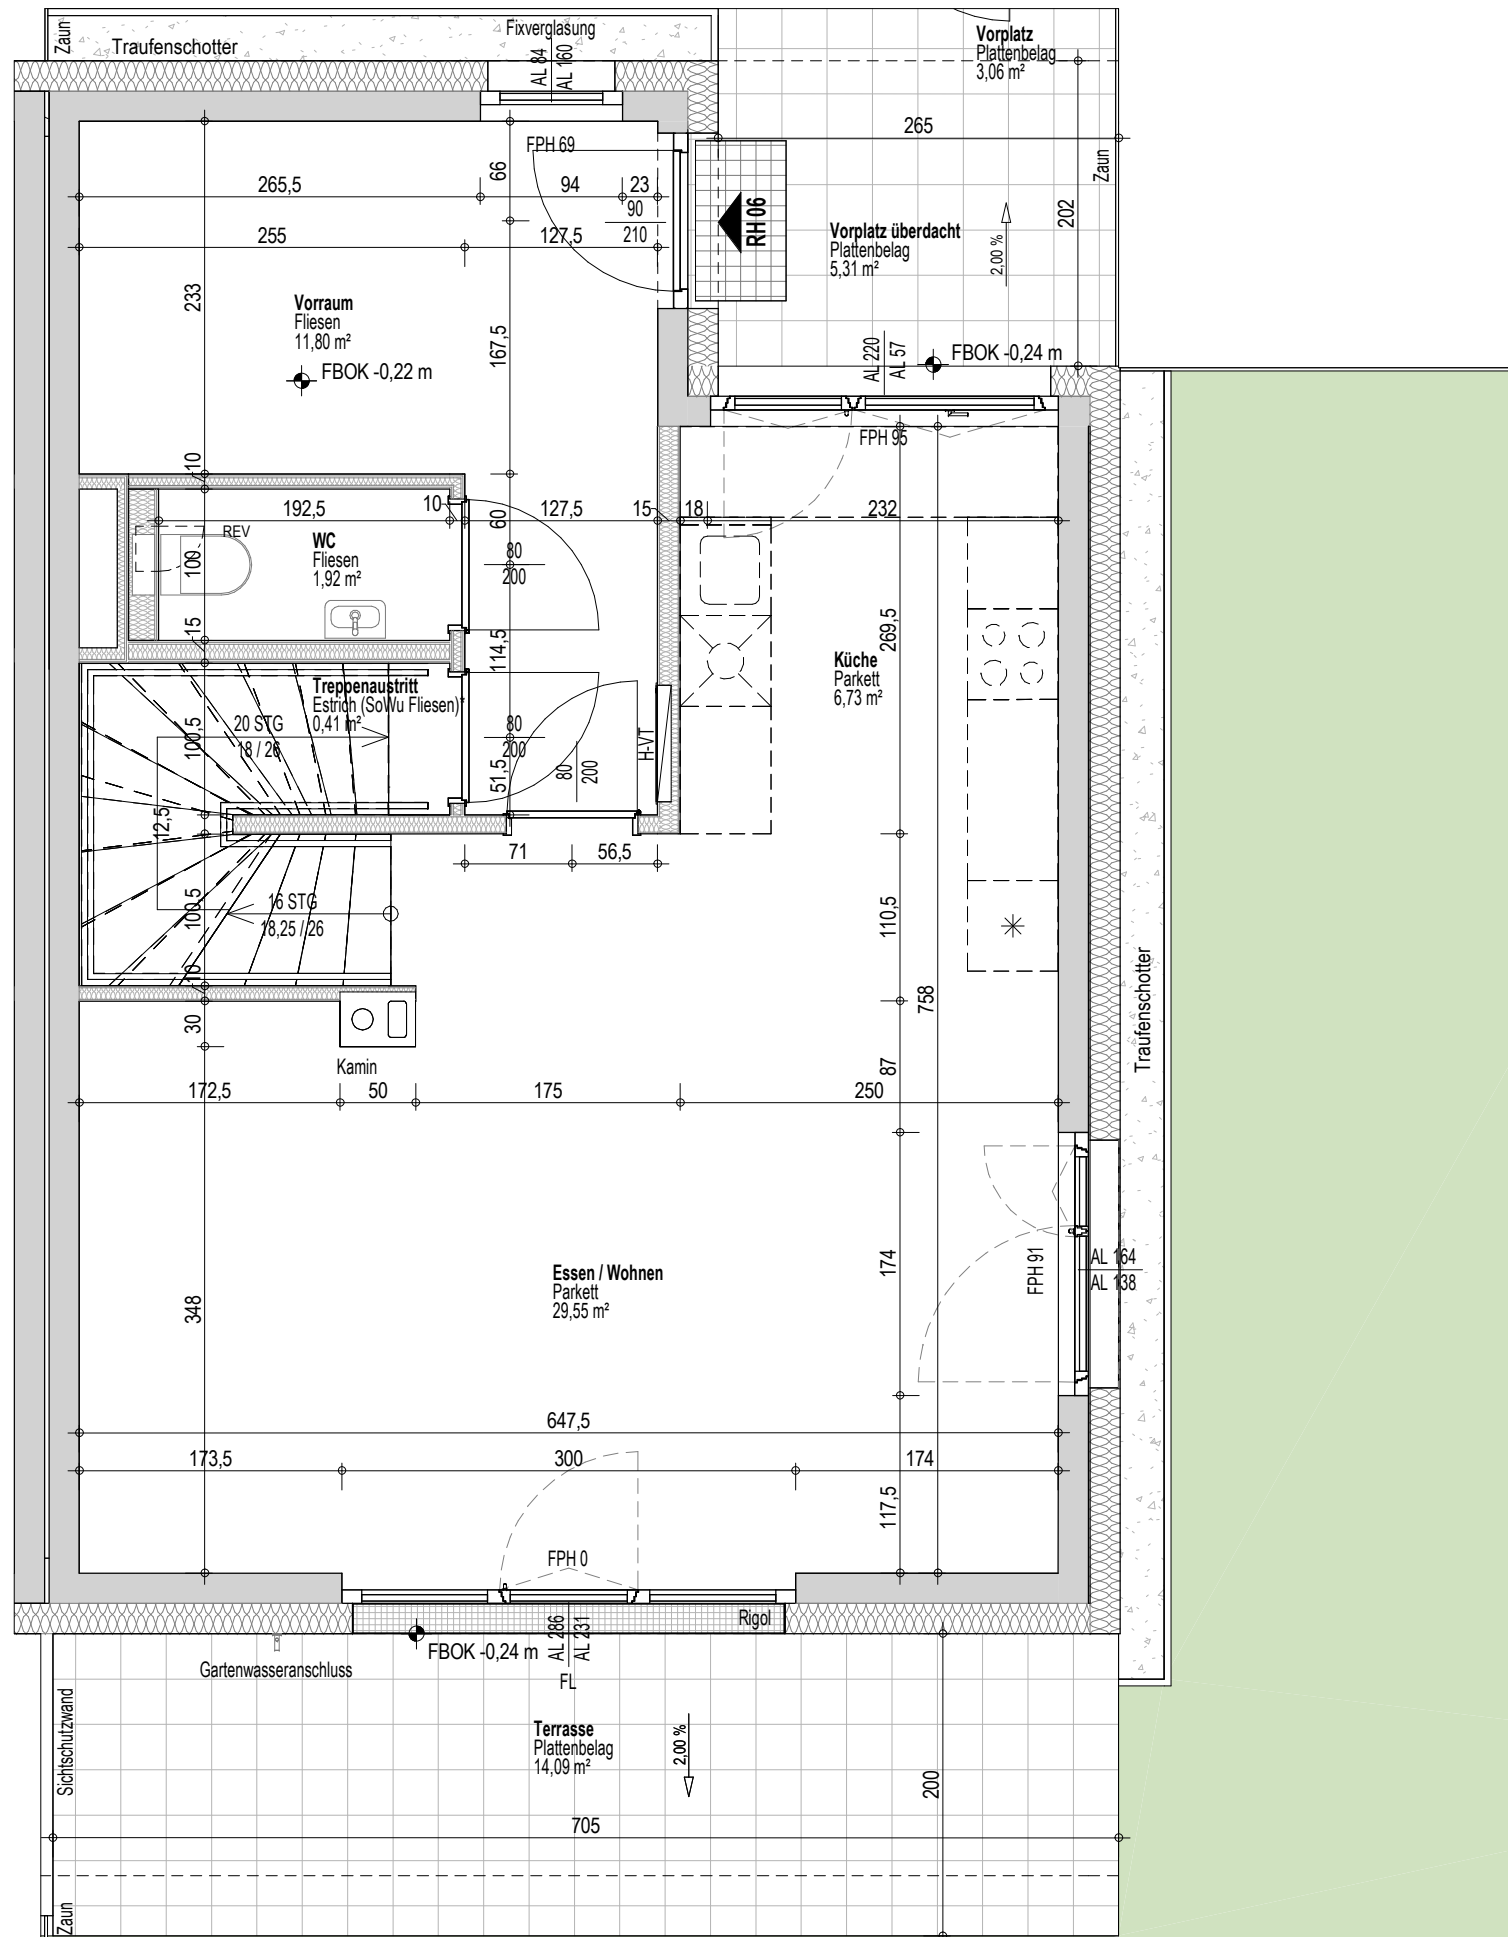 Zaun
Traufenschotter
Fixverglasung
AL 84
AL 160
Vorplatz
Plattenbelag
3,06 m²
265
Zaun
FPH 69
66
265,5
94
23
90
210
RH 06
202
255
127,5
Vorplatz überdacht
Plattenbelag
5,31 m²
2,00 %
233
Vorraum
Fliesen
11,80 m²
FBOK -0,22 m
167,5
AL 220
AL 57
FBOK -0,24 m
FPH 95
10
192,5
10
60
127,5
15
18
232
REV
WC
Fliesen
1,92 m²
100
80
200
15
114,5
269,5
Küche
Parkett
6,73 m²
Treppenaustritt
Estrich (SoWu Fliesen)*
0,41 m²
20 STG
18 / 26
100,5
80
200
51,5
80
200
H-VT
12,5
71
56,5
16 STG
18,25 / 26
100,5
110,5
10
30
758
Traufenschotter
Kamin
87
172,5
50
175
250
174
FPH 91
AL 164
AL 138
Essen / Wohnen
Parkett
29,55 m²
348
647,5
173,5
300
174
117,5
FPH 0
Rigol
FBOK -0,24 m
AL 286
AL 231
FL
Gartenwasseranschluss
Sichtschutzwand
Terrasse
Plattenbelag
14,09 m²
2,00 %
200
705
Zaun